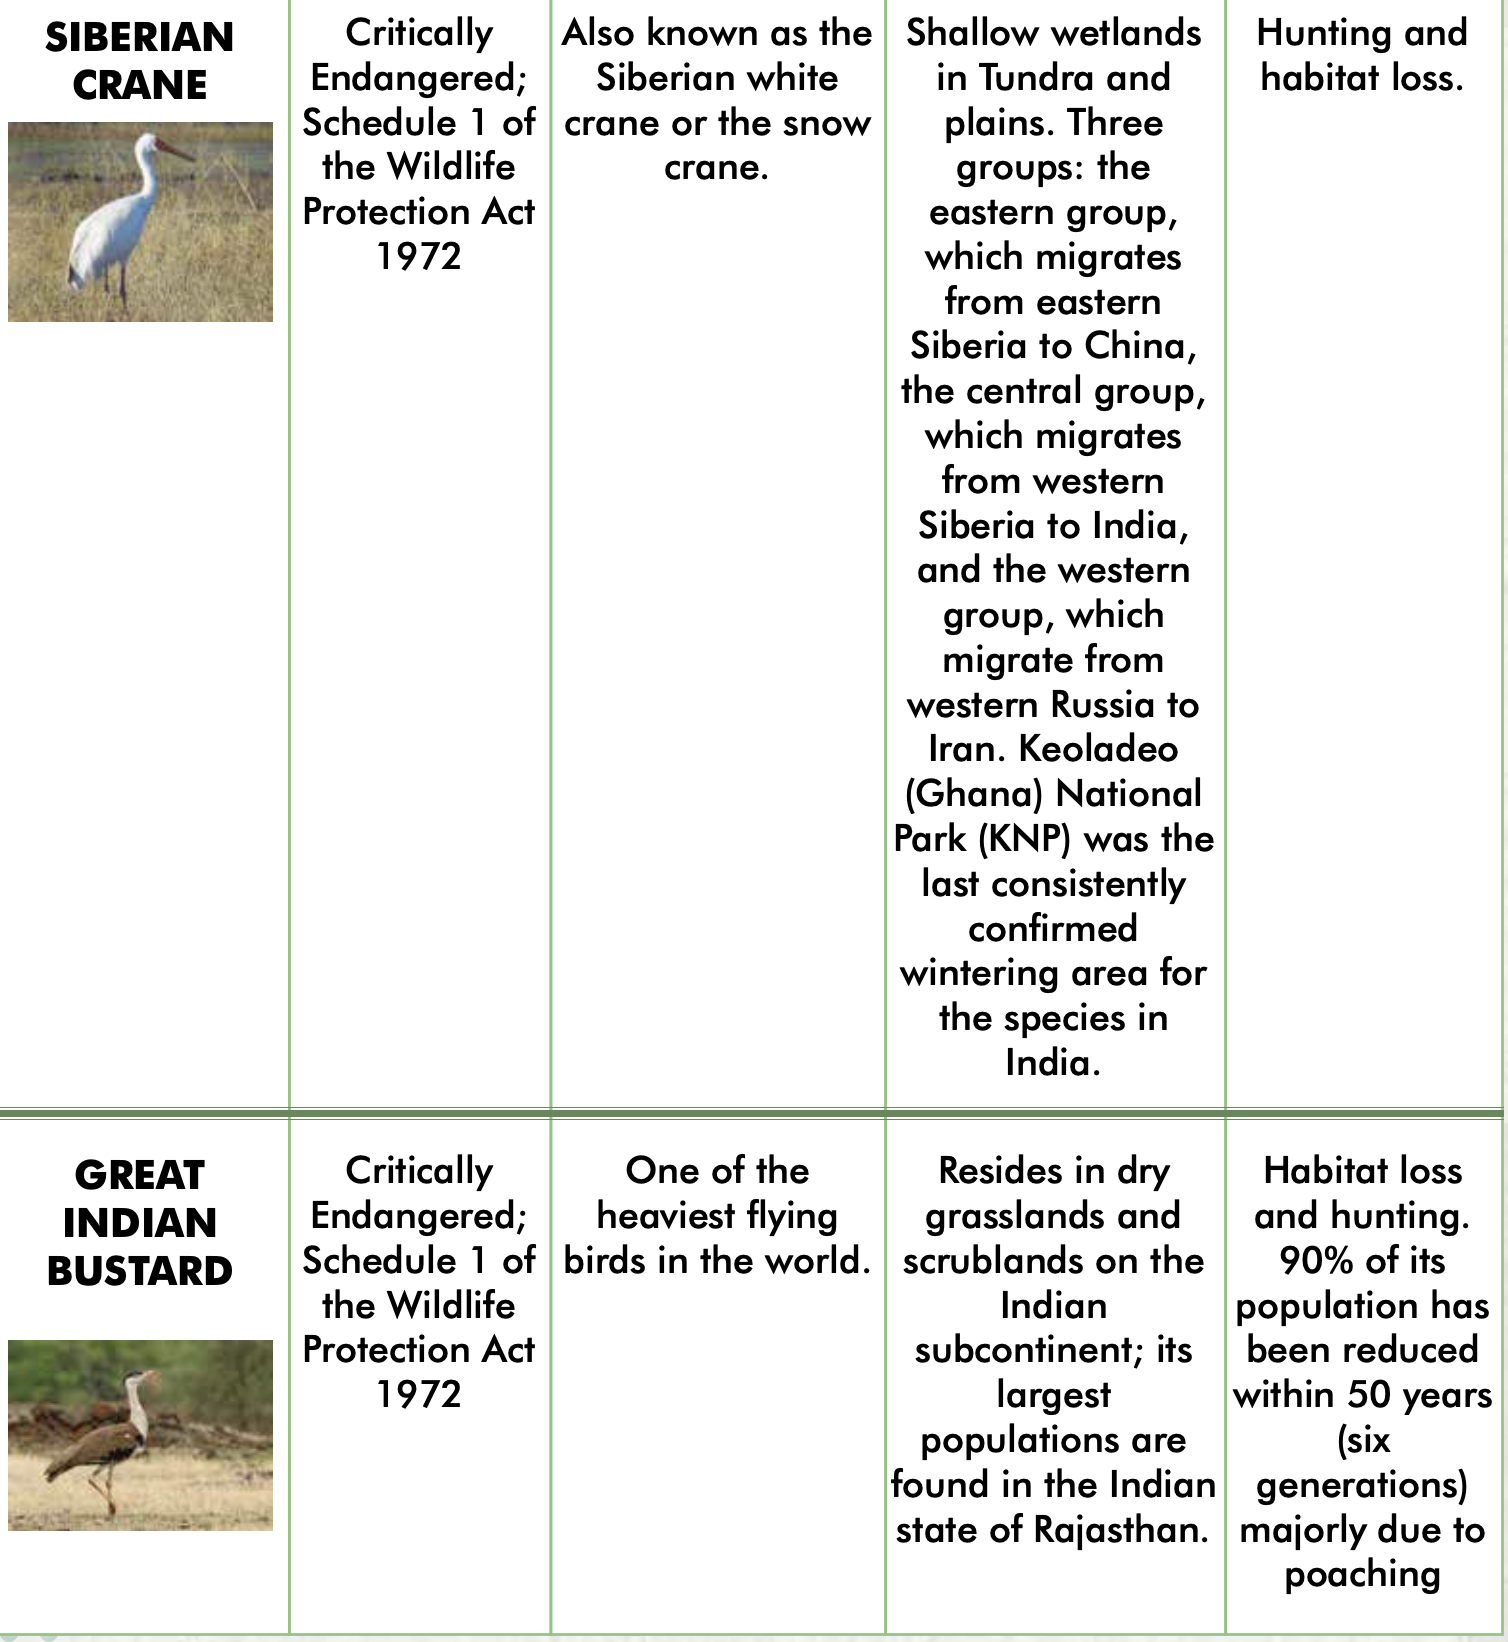 SIBERIAN
CRANE
Critically
Endangered;
Schedule 1 of
the Wildlife
Protection Act
1972
Also known as the
Siberian white
crane or the snow
crane.
Shallow wetlands
in Tundra and
plains. Three
groups: the
eastern group,
which migrates
from eastern
Siberia to China,
the central group,
which migrates
from western
Siberia to India,
and the western
group, which
migrate from
western Russia to
Iran. Keoladeo
(Ghana) National
Park (KNP) was the
last consistently
confirmed
wintering area for
the species in
India.
Hunting and
habitat loss.
GREAT
INDIAN
BUSTARD
Critically
Endangered;
Schedule 1 of
the Wildlife
Protection Act
1972
One of the
heaviest flying
birds in the world.
Resides in dry
grasslands and
scrublands on the
Indian
subcontinent; its
largest
populations are
found in the Indian
state of Rajasthan.
Habitat loss
and hunting.
90% of its
population has
been reduced
within 50 years
(six
generations)
majorly due to
poaching